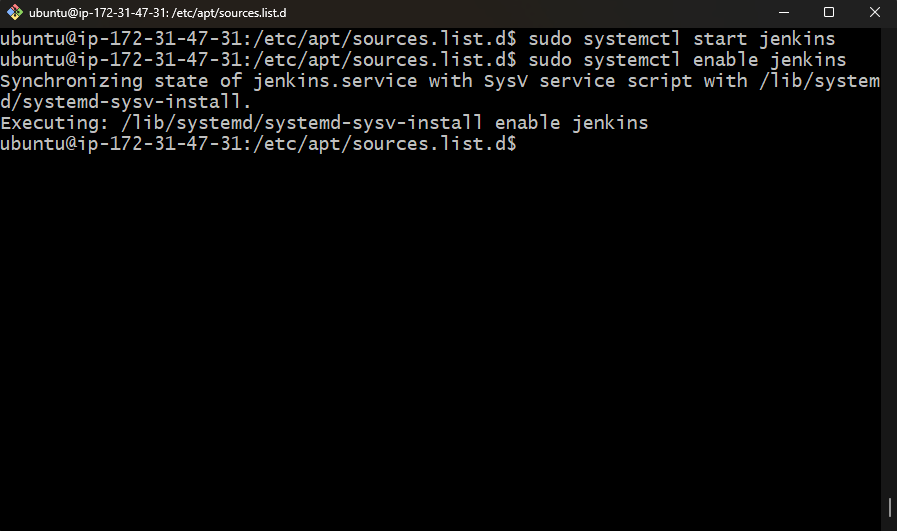 ubuntu@ip-172-31-47-31: /etc/apt/sources.list.d
ubuntu@ip-172-31-47-31:/etc/apt/sources.list.d$ sudo systemctl start jenkins
ubuntu@ip-172-31-47-31:/etc/apt/sources.list.d$ sudo systemctl enable jenkins
Synchronizing state of jenkins.service with SysV service script with /lib/system
d/systemd-sysv-install.
Executing: /lib/systemd/systemd-sysv-install enable jenkins
ubuntu@ip-172-31-47-31:/etc/apt/sources.list.d$